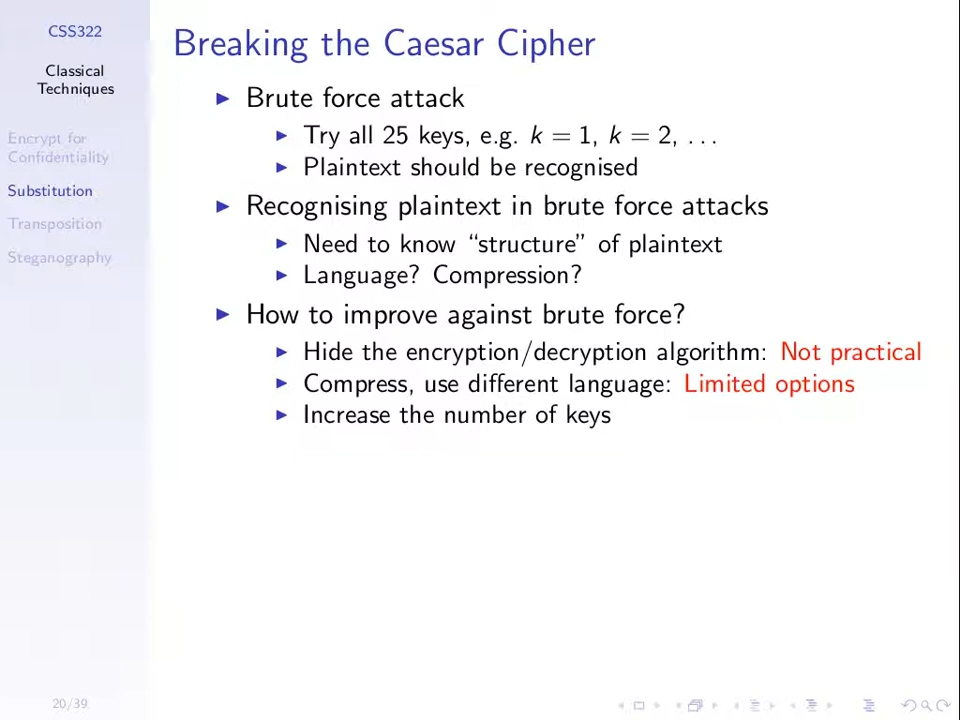 CSS322
Classical
Techniques
Encrypt for
Confidentiality
Substitution
Transposition
Steganography
Breaking the Caesar Cipher
Brute force attack
Try all 25 keys, e.g. k = 1, k = 2, . . .
Plaintext should be recognised
Recognising plaintext in brute force attacks
Need to know “structure” of plaintext
Language? Compression?
How to improve against brute force?
Hide the encryption/decryption algorithm: Not practical
Compress, use different language: Limited options
Increase the number of keys
20/39